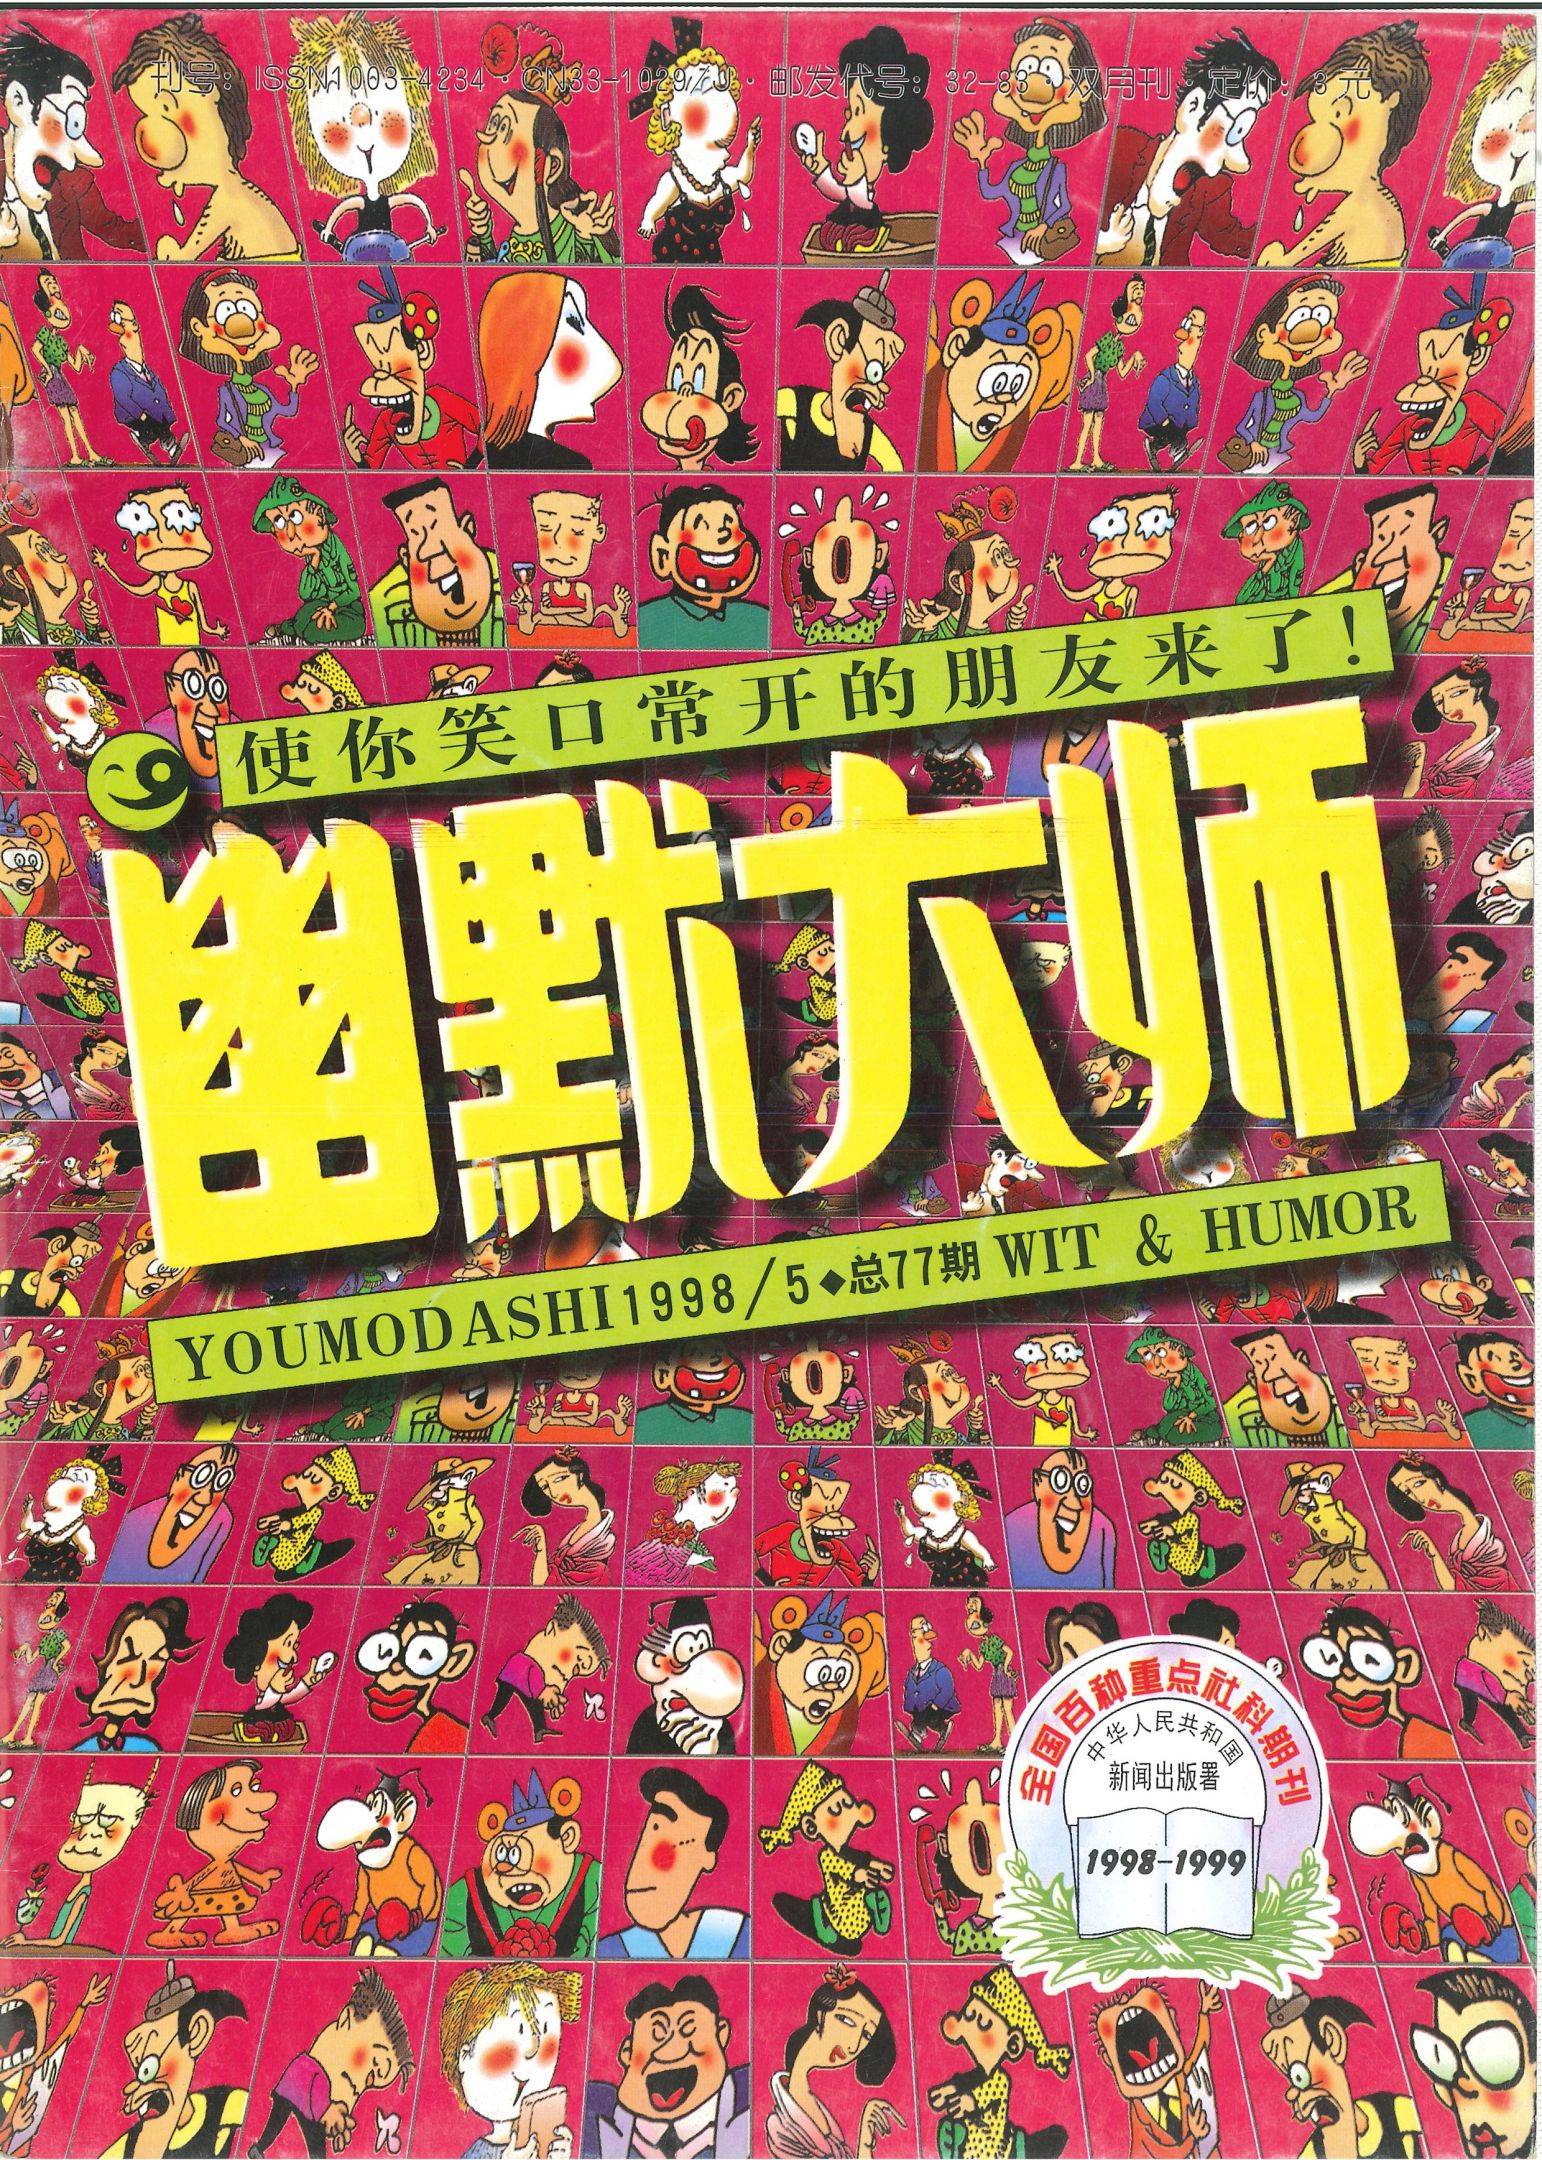 刊号：ISSN1003-4234·CN33-1029/J·邮发代号：32-83 双月刊·定价：3元
使你笑口常开的朋友来了！
幽默大师
YOUMODASHI1998/5◆总77期 WIT & HUMOR
全国百种重点社科期刊
中华人民共和国
新闻出版署
1998-1999